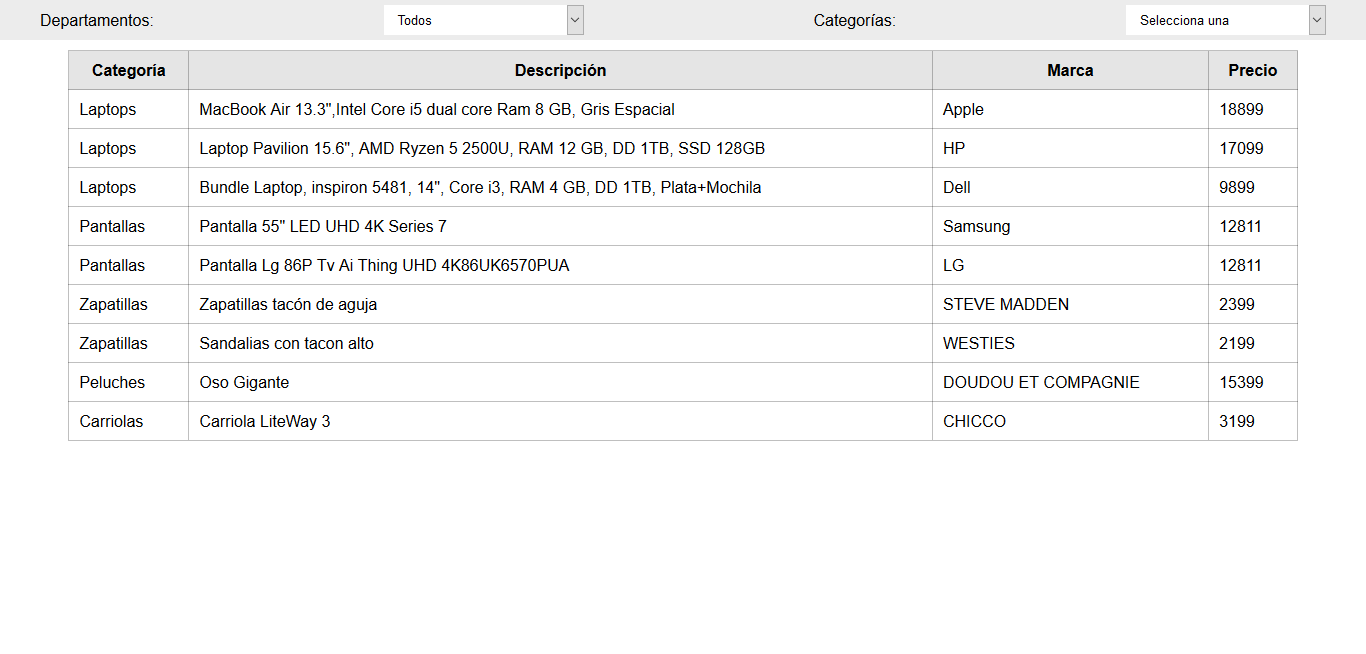 Departamentos: Todos Categorías: Selecciona una
Categoría Descripción Marca Precio
Laptops MacBook Air 13.3",Intel Core i5 dual core Ram 8 GB, Gris Espacial Apple 18899
Laptops Laptop Pavilion 15.6", AMD Ryzen 5 2500U, RAM 12 GB, DD 1TB, SSD 128GB HP 17099
Laptops Bundle Laptop, inspiron 5481, 14", Core i3, RAM 4 GB, DD 1TB, Plata+Mochila Dell 9899
Pantallas Pantalla 55" LED UHD 4K Series 7 Samsung 12811
Pantallas Pantalla Lg 86P Tv Ai Thing UHD 4K86UK6570PUA LG 12811
Zapatillas Zapatillas tacón de aguja STEVE MADDEN 2399
Zapatillas Sandalias con tacon alto WESTIES 2199
Peluches Oso Gigante DOUDOU ET COMPAGNIE 15399
Carriolas Carriola LiteWay 3 CHICCO 3199